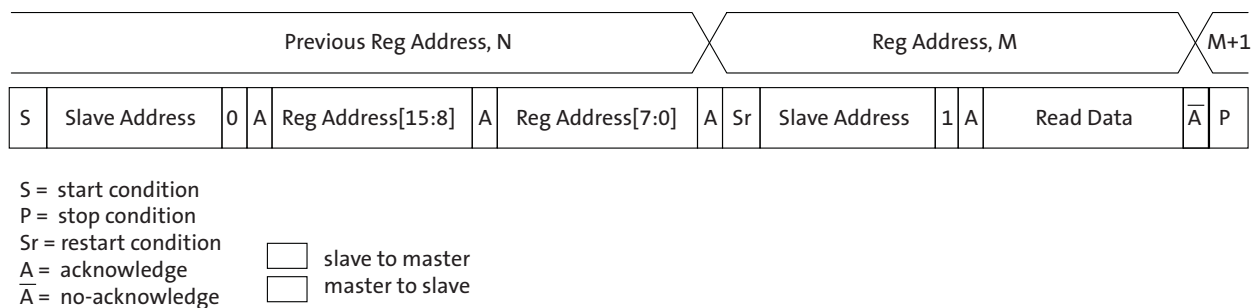 Previous Reg Address, N Reg Address, M M+1
S Slave Address 0 A Reg Address[15:8] A Reg Address[7:0] A Sr Slave Address 1 A Read Data A̅ P
S = start condition
P = stop condition
Sr = restart condition
A = acknowledge
A̅ = no-acknowledge
slave to master
master to slave